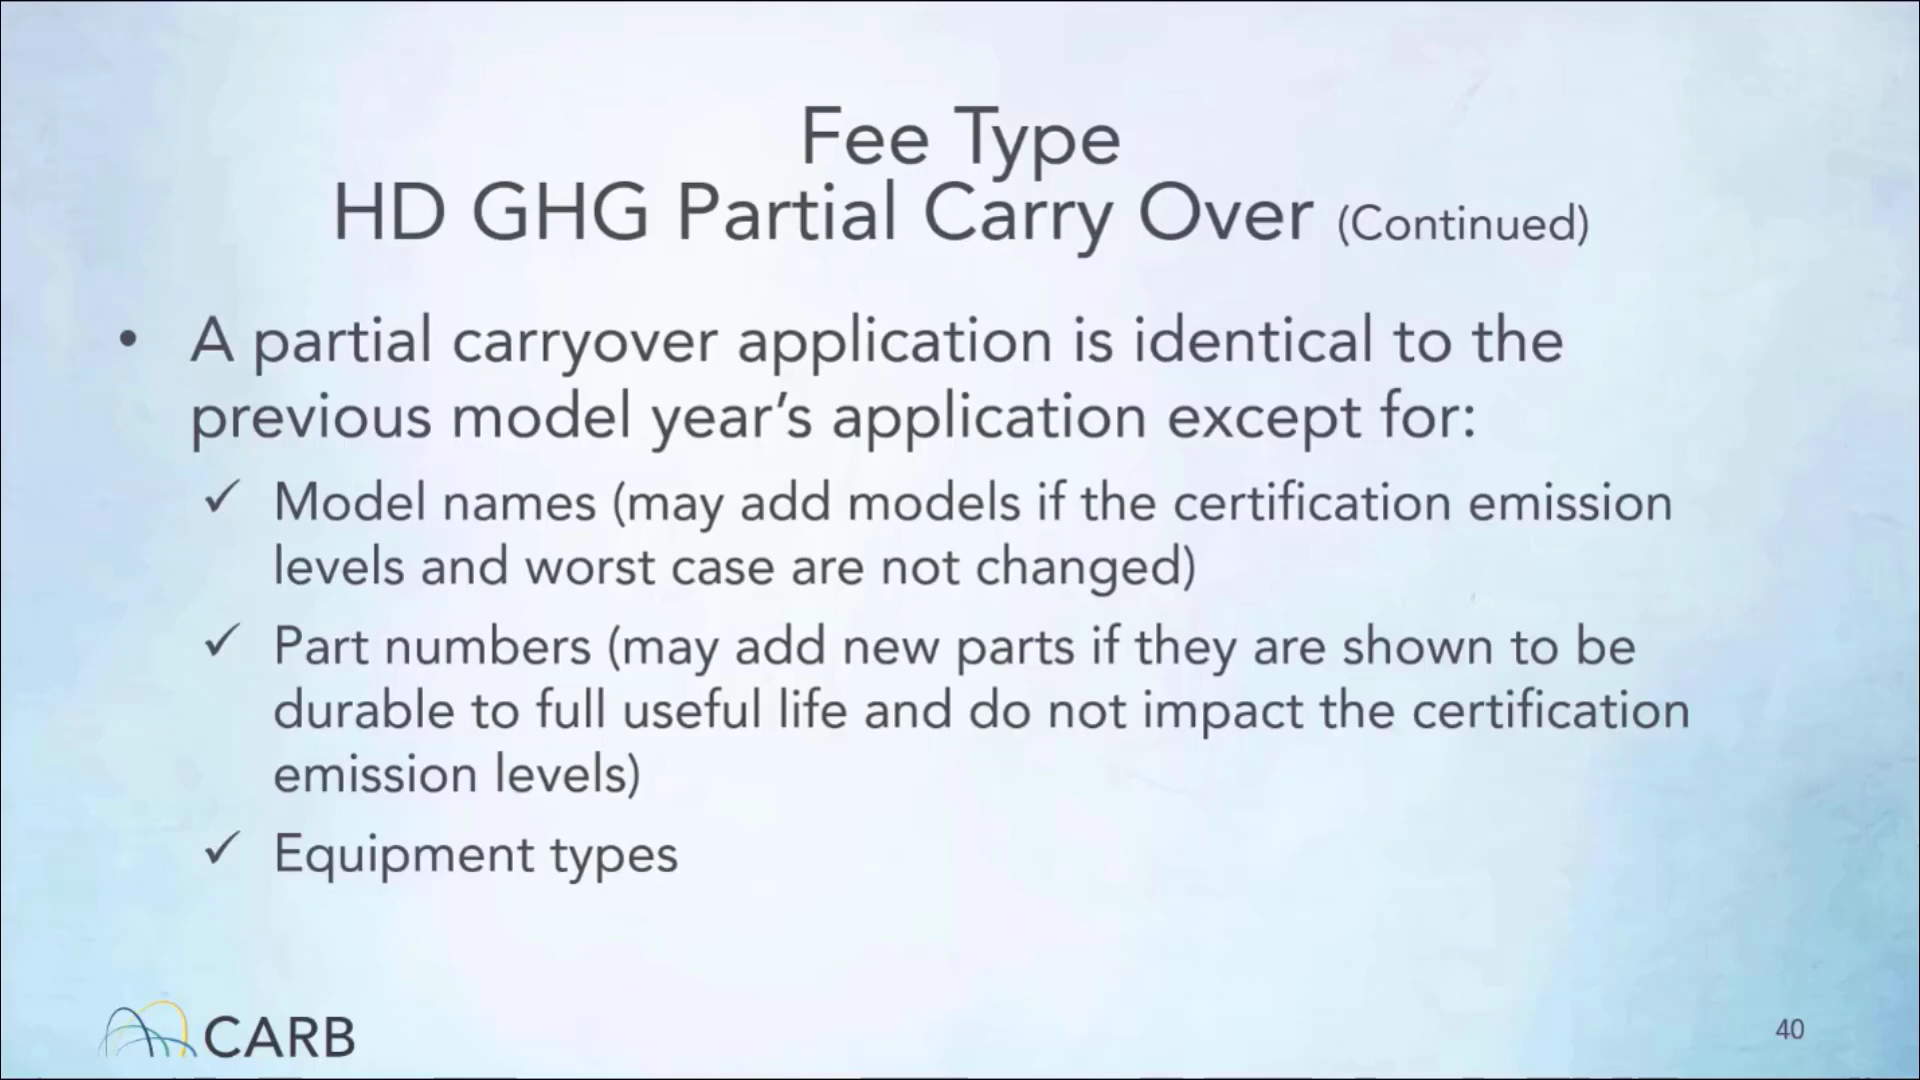 Fee Type
HD GHG Partial Carry Over (Continued)
• A partial carryover application is identical to the
previous model year’s application except for:
✓ Model names (may add models if the certification emission
levels and worst case are not changed)
✓ Part numbers (may add new parts if they are shown to be
durable to full useful life and do not impact the certification
emission levels)
✓ Equipment types
CARB
40